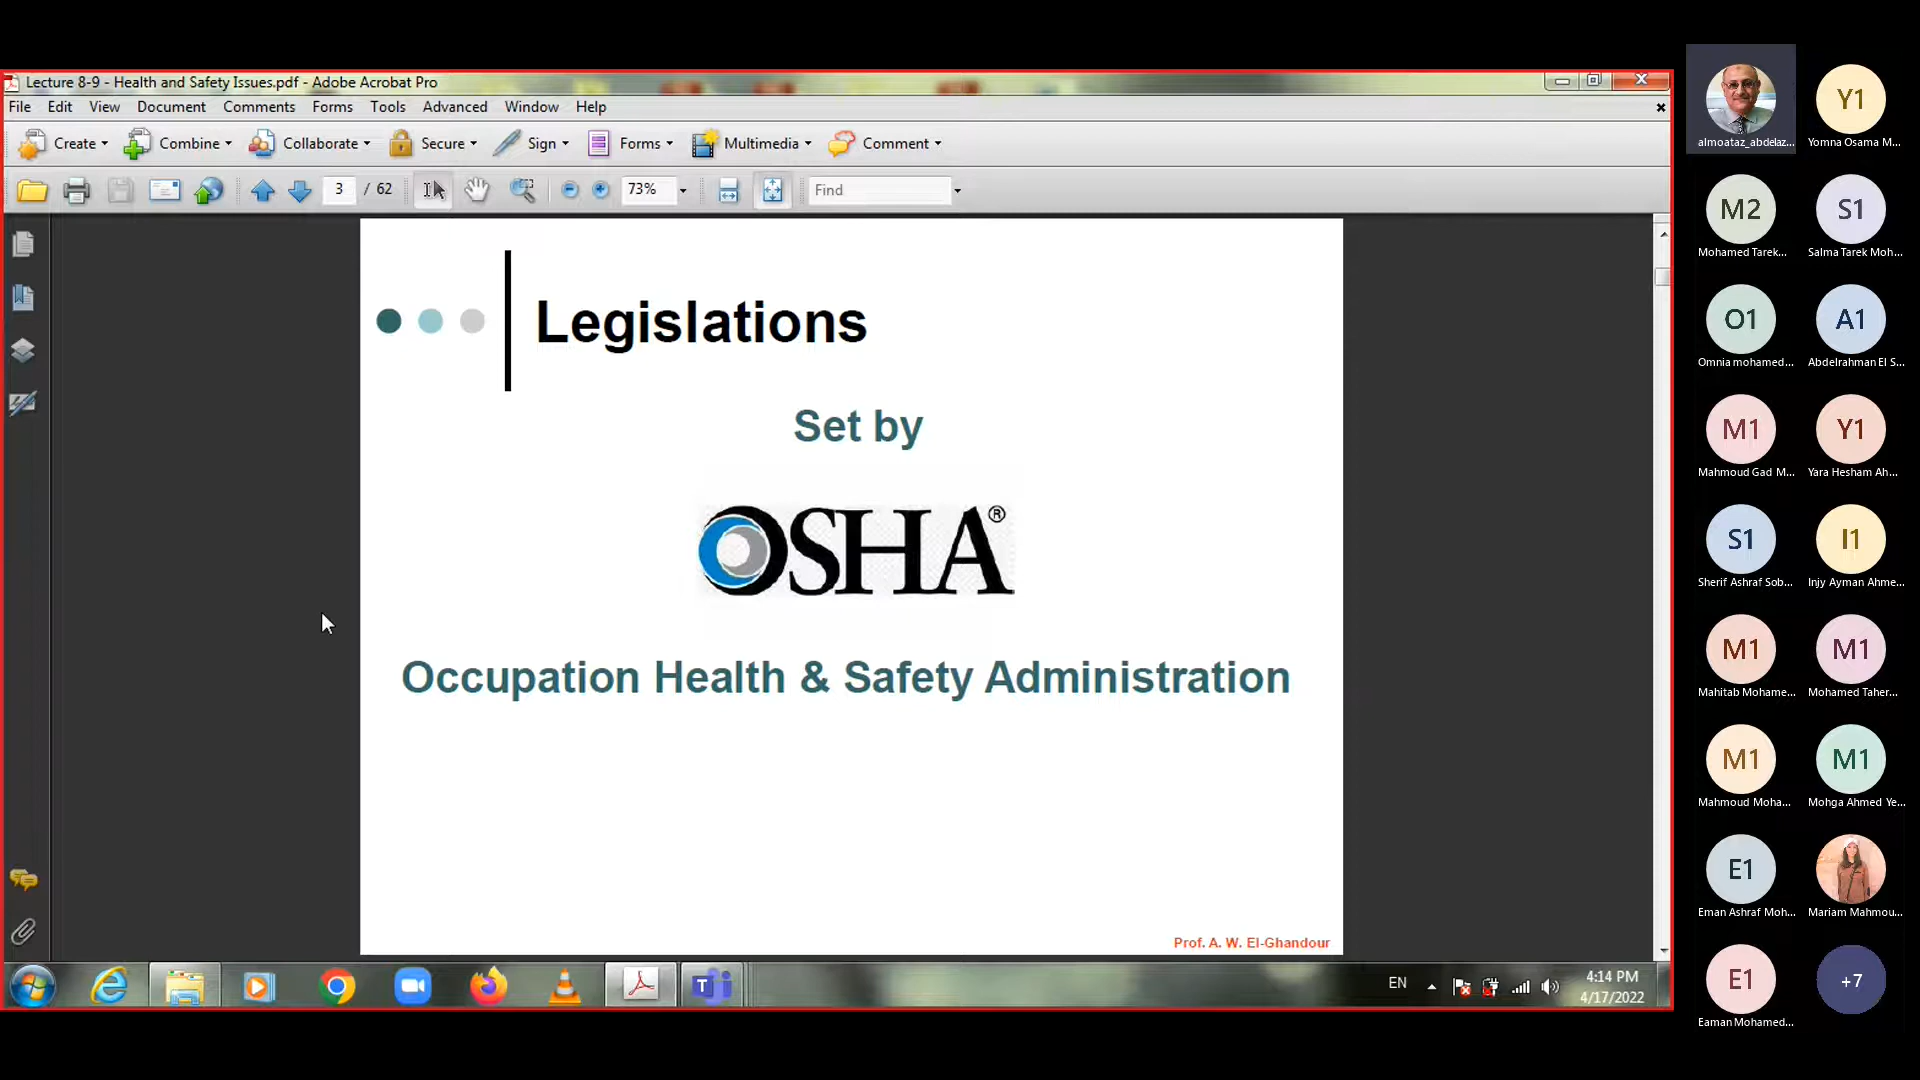 Lecture 8-9 - Health and Safety Issues.pdf - Adobe Acrobat Pro
File Edit View Document Comments Forms Tools Advanced Window Help
Create Combine Collaborate Secure Sign Forms Multimedia Comment
3 / 62 73% Find
Legislations
Set by
OSHA®
Occupation Health & Safety Administration
Prof. A. W. El-Ghandour
EN
4:14 PM
4/17/2022
almoataz_abdelaz...
Y1
Yomna Osama M...
M2
Mohamed Tarek...
S1
Salma Tarek Moh...
O1
Omnia mohamed...
A1
Abdelrahman El S...
M1
Mahmoud Gad M...
Y1
Yara Hesham Ah...
S1
Sherif Ashraf Sob...
I1
Injy Ayman Ahme...
M1
Mahitab Mohame...
M1
Mohamed Taher...
M1
Mahmoud Moha...
M1
Mohga Ahmed Ye...
E1
Eman Ashraf Moh...
Mariam Mahmou...
E1
Eaman Mohamed...
+7